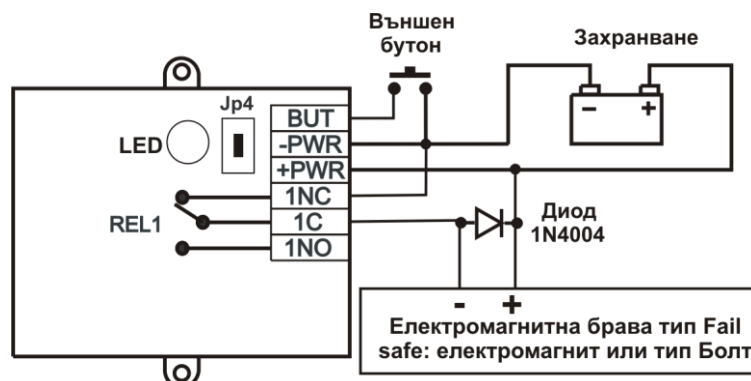 Външен
бутон
Захранване
Jp4
LED
BUT
-PWR
+PWR
1NC
1C
1NO
REL1
- +
Диод
1N4004
- +
Електромагнитна брава тип Fail
safe: електромагнит или тип Болт